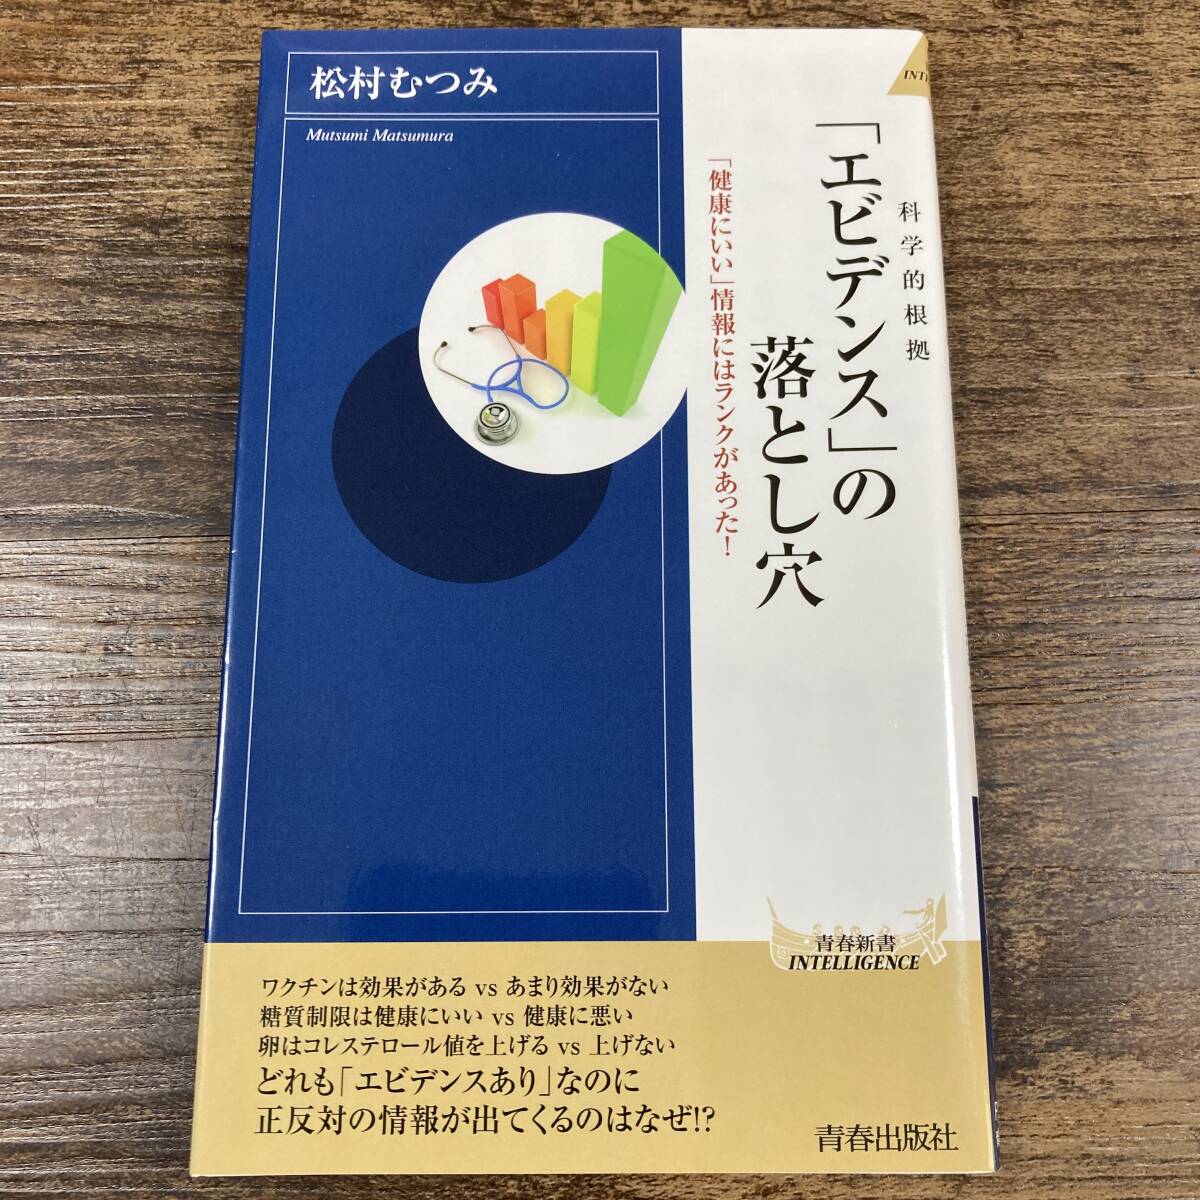 松村むつみ
Mutsumi Matsumura
INT
科学的根拠
「エビデンス」の
落とし穴
「健康にいい」情報にはランクがあった！
青春新書
INTELLIGENCE
ワクチンは効果がある vs あまり効果がない
糖質制限は健康にいい vs 健康に悪い
卵はコレステロール値を上げる vs 上げない
どれも「エビデンスあり」なのに
正反対の情報が出てくるのはなぜ!?
青春出版社